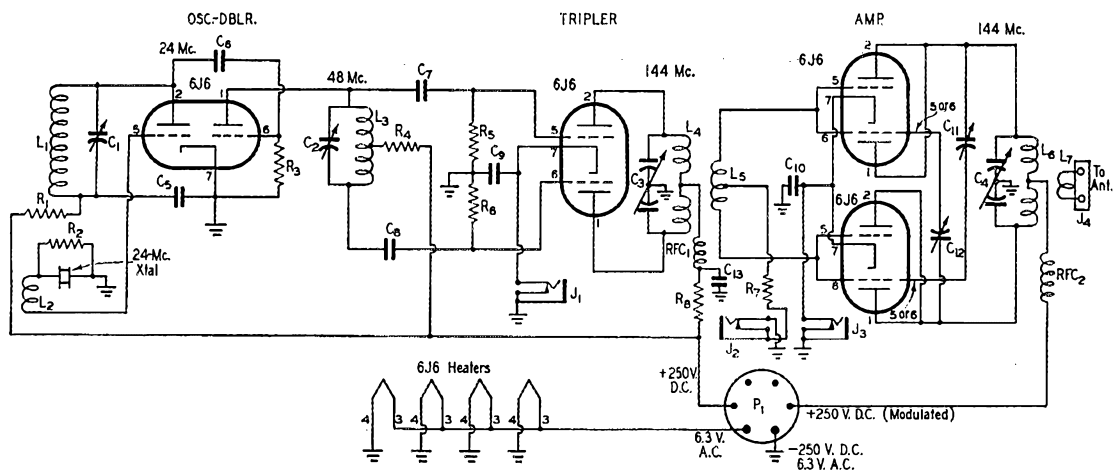 OSC.-DBLR.
TRIPLER
AMP.
24 Mc.
C6
6J6
2
1
5
6
7
L1
C1
C5
R3
R1
R2
24-Mc.
Xtal
L2
48 Mc.
C7
C2
L3
R4
R5
C9
R6
C8
6J6
2
5
7
6
1
144 Mc.
L4
C3
RFC1
C13
R8
J1
6J6
2
5
7
6
1
5 or 6
C11
L5
C10
6J6
2
5
7
6
1
5 or 6
C12
R7
J2
J3
144 Mc.
C4
L6
L7
To
Ant.
J4
RFC2
6J6 Heaters
4 3 4 3 4 3 4 3
+250 V.
D.C.
P1
+250 V. D.C. (Modulated)
6.3 V.
A.C.
-250 V. D.C.
6.3 V. A.C.